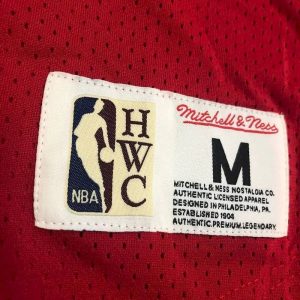 NBA
H
W
C
Mitchell & Ness
M
MITCHELL & NESS NOSTALGIA CO.
AUTHENTIC LICENSED APPAREL
DESIGNED IN PHILADELPHIA, PA.
ESTABLISHED 1904
AUTHENTIC.PREMIUM.LEGENDARY.